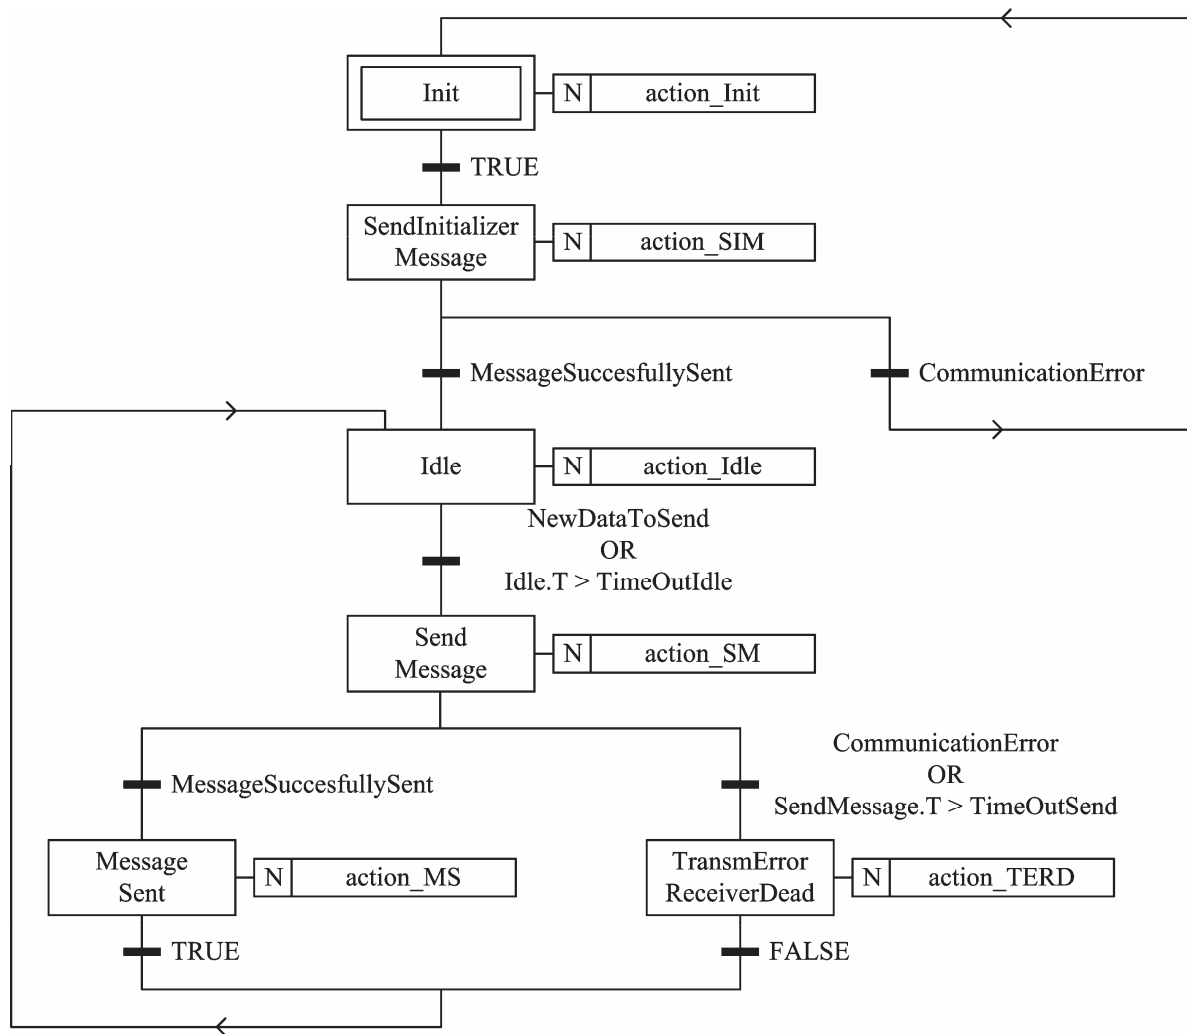 Init
N
action_Init
TRUE
SendInitializer
Message
N
action_SIM
MessageSuccesfullySent
CommunicationError
Idle
N
action_Idle
NewDataToSend
OR
Idle.T > TimeOutIdle
Send
Message
N
action_SM
MessageSuccesfullySent
CommunicationError
OR
SendMessage.T > TimeOutSend
Message
Sent
N
action_MS
TransmError
ReceiverDead
N
action_TERD
TRUE
FALSE